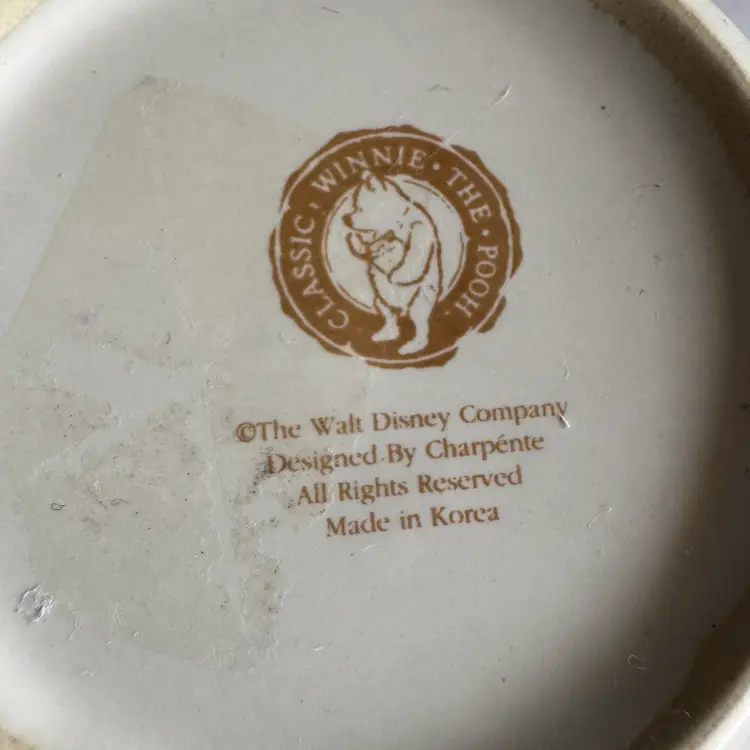 CLASSIC · WINNIE · THE · POOH
©The Walt Disney Company
Designed By Charpénte
All Rights Reserved
Made in Korea